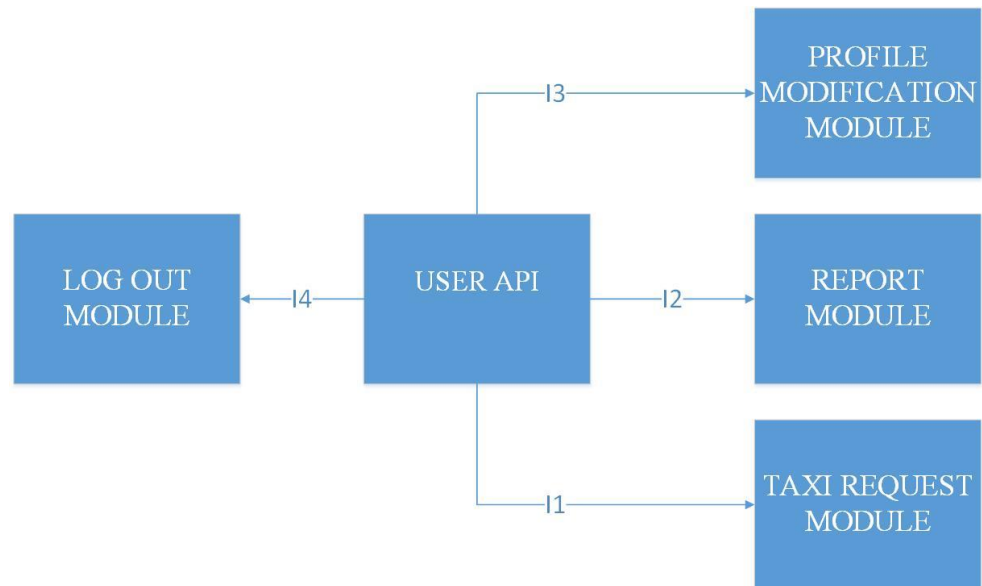 PROFILE
MODIFICATION
MODULE
I3
LOG OUT
MODULE
I4
USER API
I2
REPORT
MODULE
I1
TAXI REQUEST
MODULE